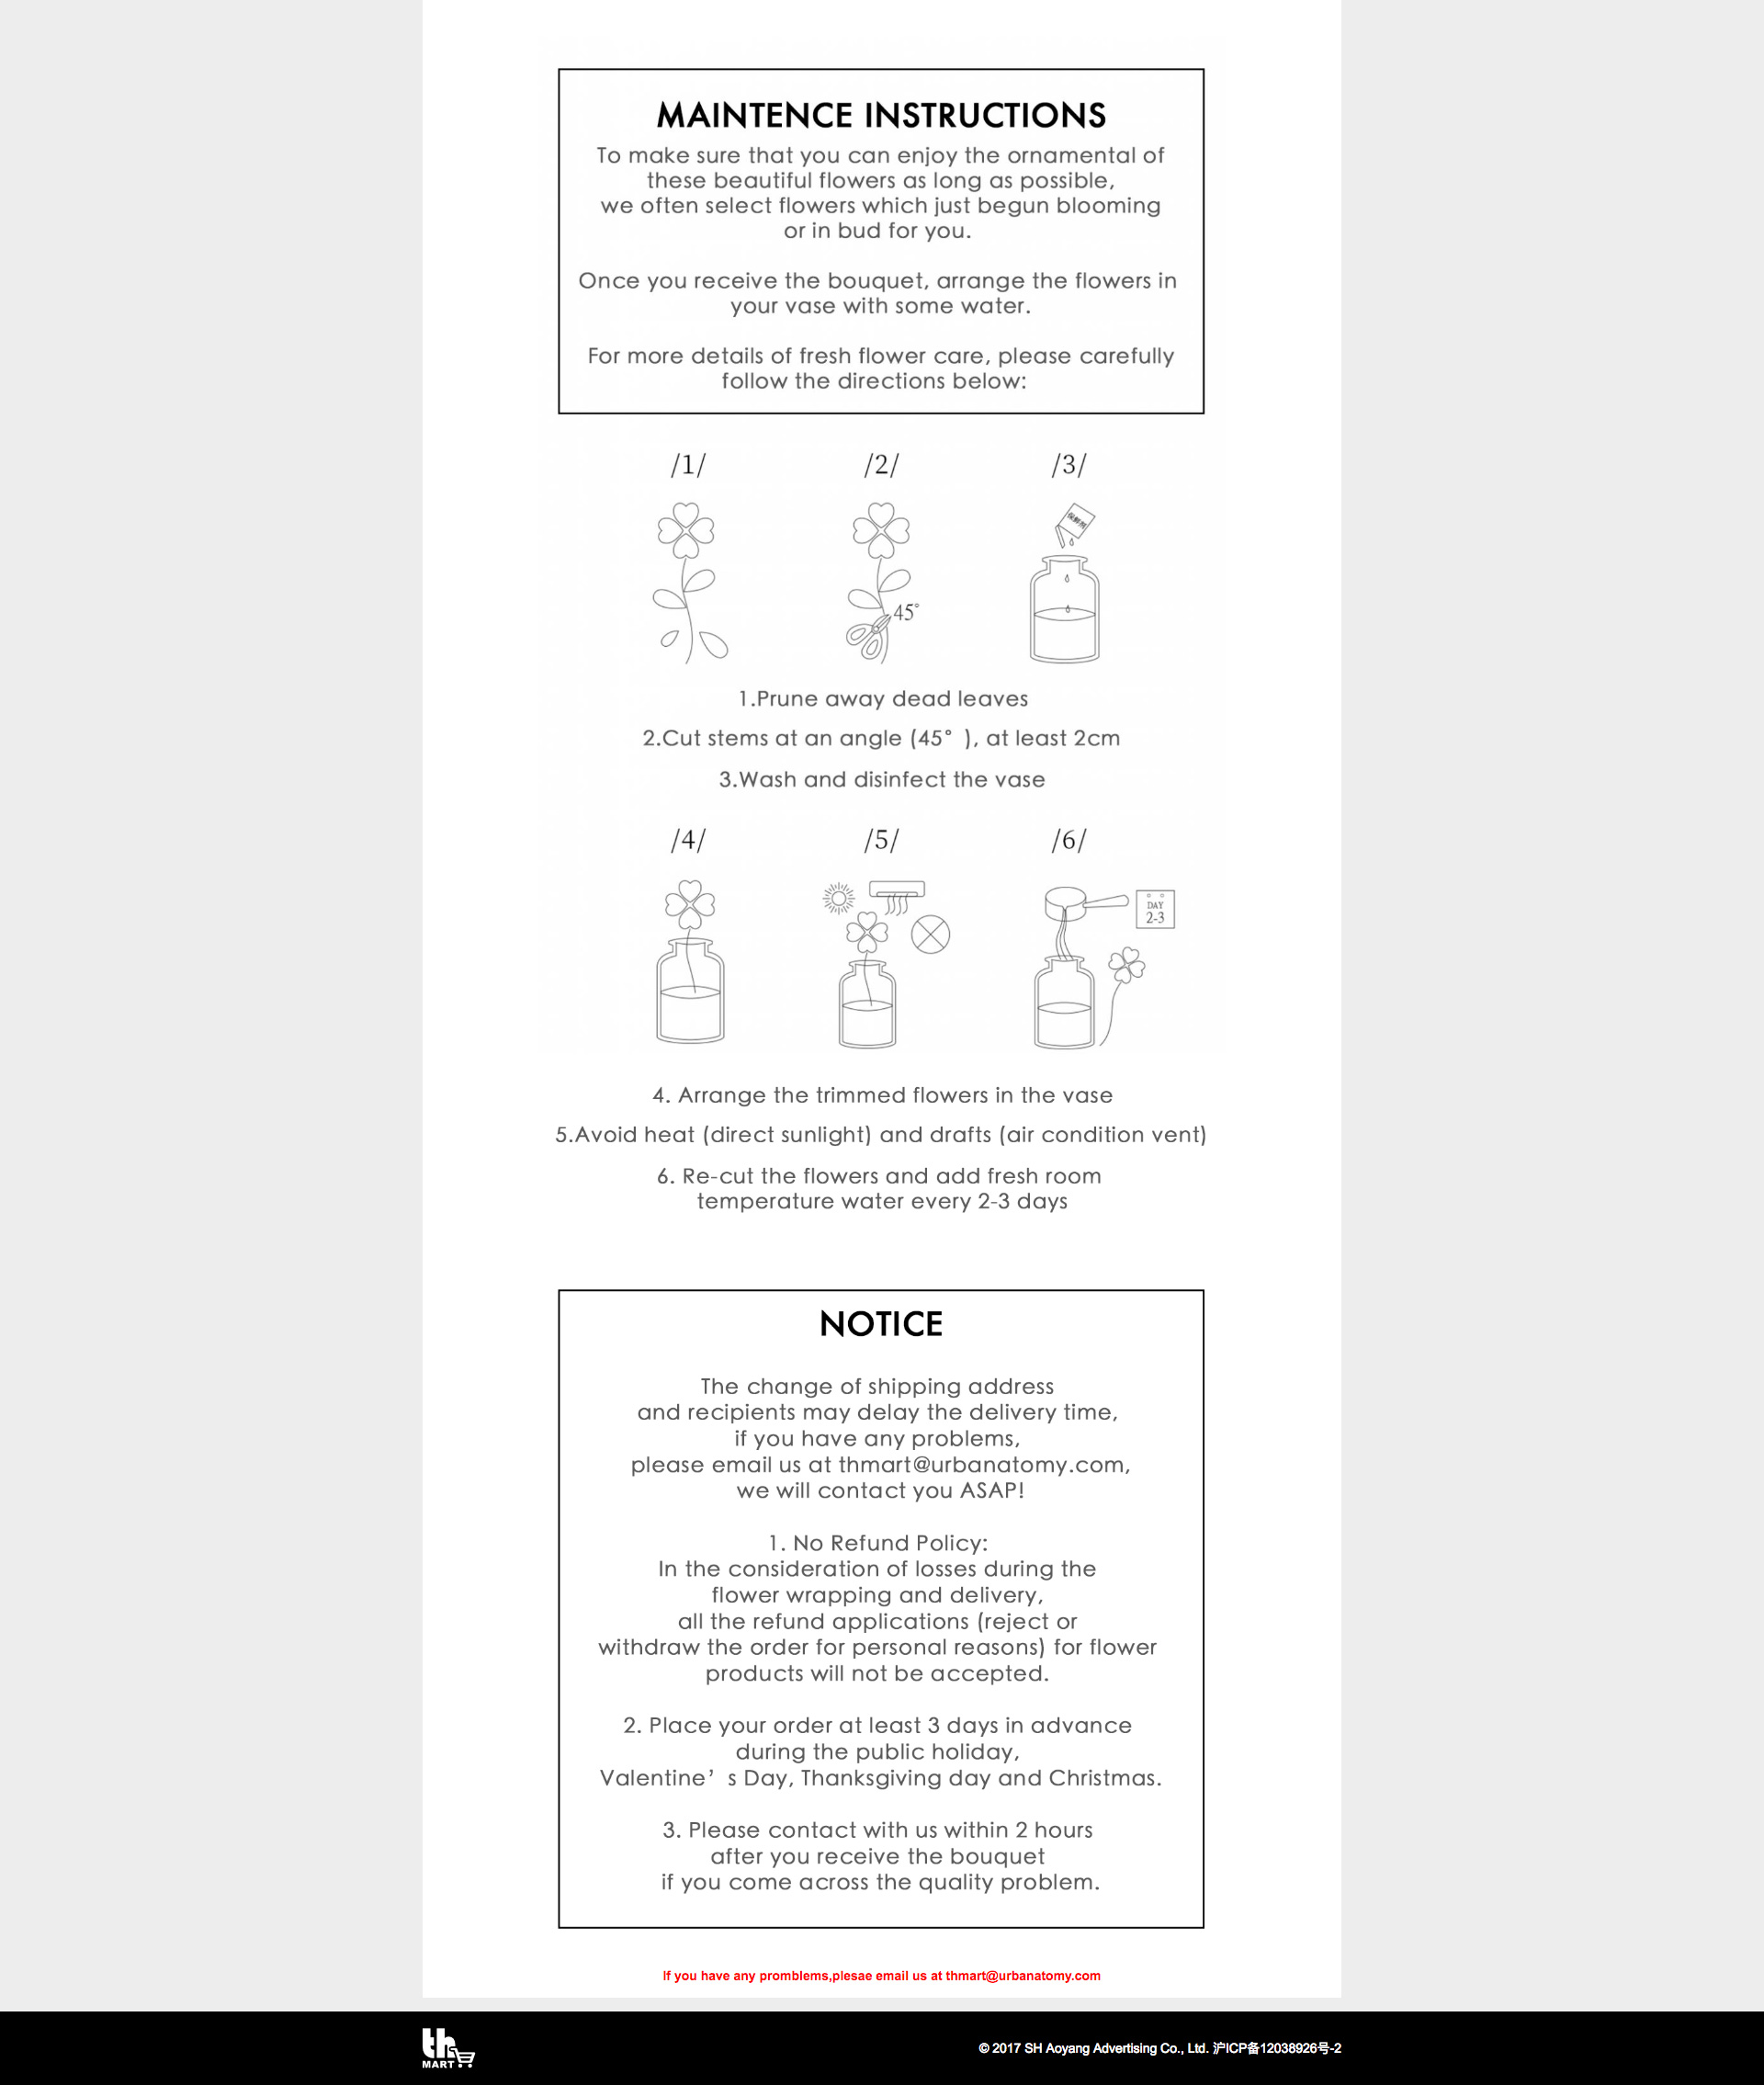 MAINTENCE INSTRUCTIONS
To make sure that you can enjoy the ornamental of
these beautiful flowers as long as possible,
we often select flowers which just begun blooming
or in bud for you.
Once you receive the bouquet, arrange the flowers in
your vase with some water.
For more details of fresh flower care, please carefully
follow the directions below:
/1/ /2/ /3/
保鲜剂
45°
1.Prune away dead leaves
2.Cut stems at an angle (45° ), at least 2cm
3.Wash and disinfect the vase
/4/ /5/ /6/
DAY
2-3
4. Arrange the trimmed flowers in the vase
5.Avoid heat (direct sunlight) and drafts (air condition vent)
6. Re-cut the flowers and add fresh room
temperature water every 2-3 days
NOTICE
The change of shipping address
and recipients may delay the delivery time,
if you have any problems,
please email us at thmart@urbanatomy.com,
we will contact you ASAP!
1. No Refund Policy:
In the consideration of losses during the
flower wrapping and delivery,
all the refund applications (reject or
withdraw the order for personal reasons) for flower
products will not be accepted.
2. Place your order at least 3 days in advance
during the public holiday,
Valentine’ s Day, Thanksgiving day and Christmas.
3. Please contact with us within 2 hours
after you receive the bouquet
if you come across the quality problem.
If you have any promblems,plesae email us at thmart@urbanatomy.com
th
MART
© 2017 SH Aoyang Advertising Co., Ltd. 沪ICP备12038926号-2